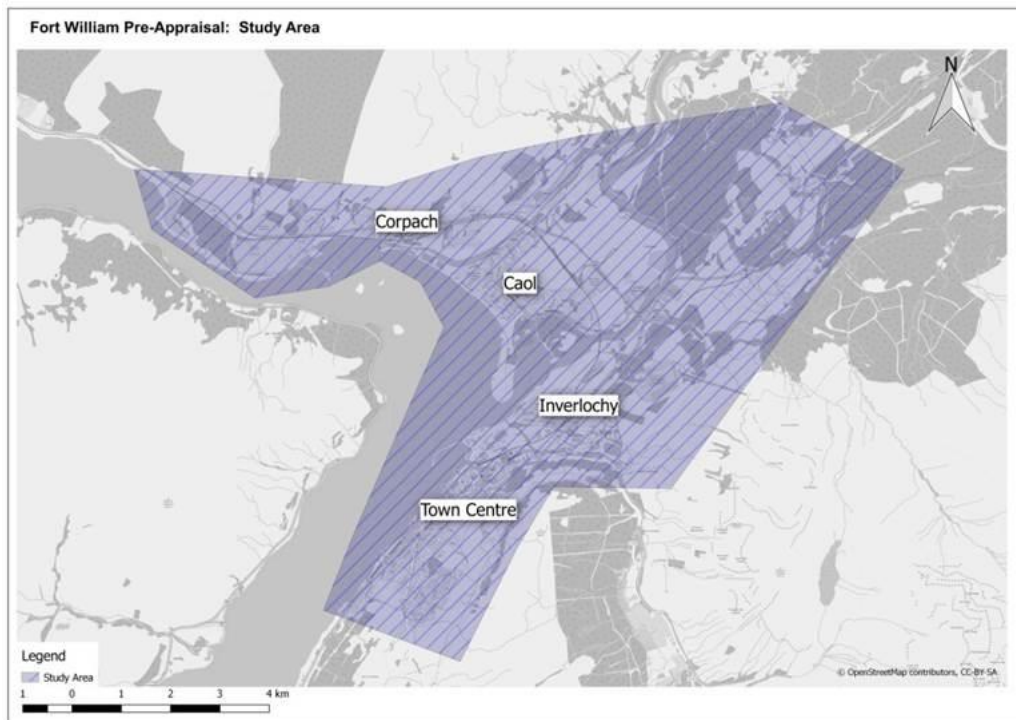 Fort William Pre-Appraisal: Study Area
N
Corpach
Caol
Inverlochy
Town Centre
Legend
Study Area
1 0 1 2 3 4 km
© OpenStreetMap contributors, CC-BY-SA